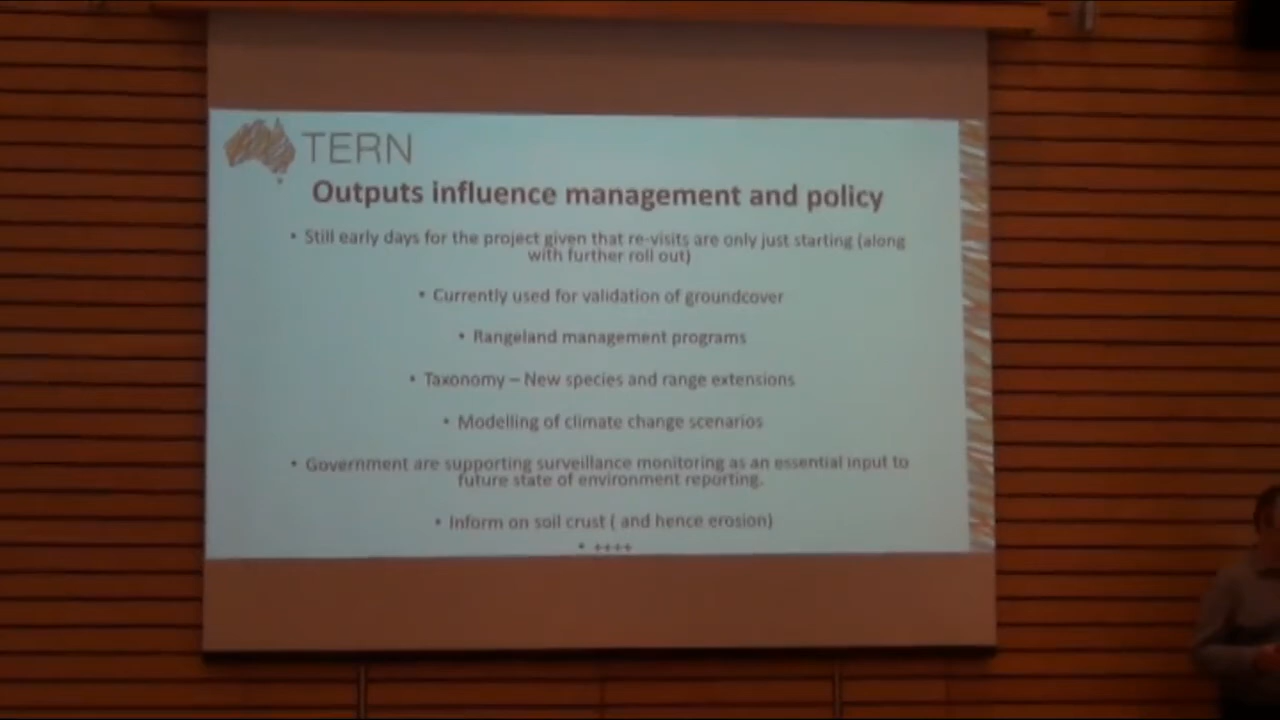 TERN
Outputs influence management and policy
• Still early days for the project given that re-visits are only just starting (along
with further roll out)
• Currently used for validation of groundcover
• Rangeland management programs
• Taxonomy – New species and range extensions
• Modelling of climate change scenarios
• Government are supporting surveillance monitoring as an essential input to
future state of environment reporting.
• Inform on soil crust ( and hence erosion)
• ++++